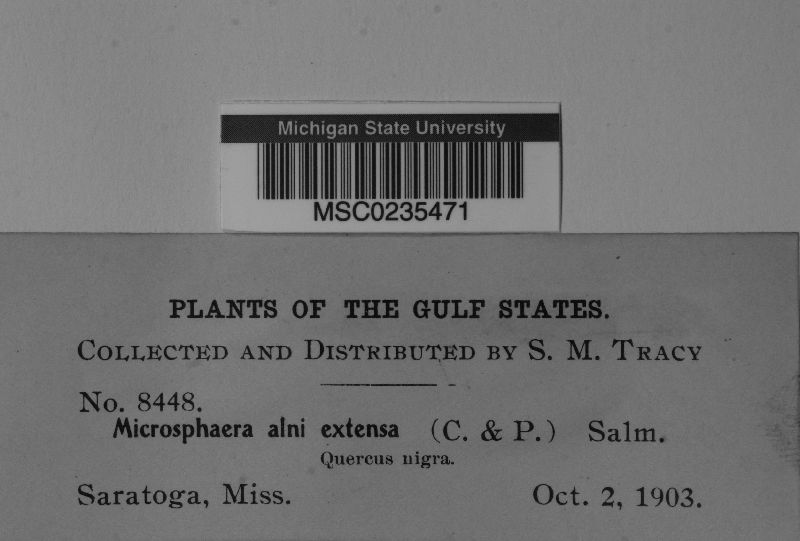 Michigan State University
MSC0235471
PLANTS OF THE GULF STATES.
COLLECTED AND DISTRIBUTED BY S. M. TRACY
No. 8448.
Microsphaera alni extensa (C. & P.) Salm.
Quercus nigra.
Saratoga, Miss. Oct. 2, 1903.